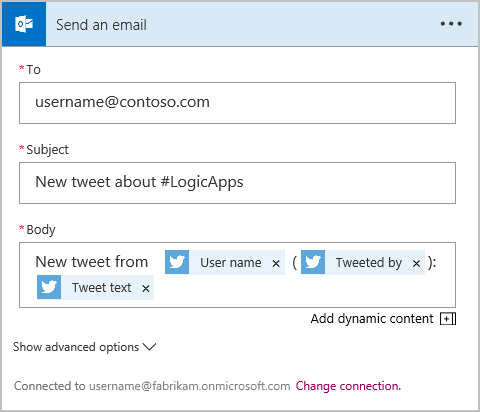 Send an email
* To
username@contoso.com
* Subject
New tweet about #LogicApps
* Body
New tweet from User name × ( Tweeted by × ):
Tweet text ×
Add dynamic content
Show advanced options
Connected to username@fabrikam.onmicrosoft.com Change connection.